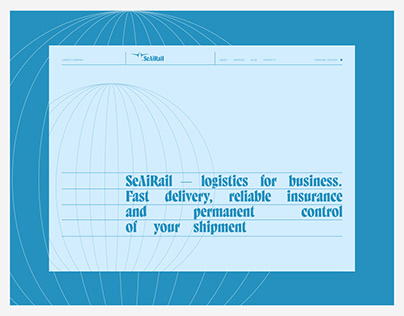 SeAiRail
SeAiRail — logistics for business.
Fast delivery, reliable insurance
and permanent control
of your shipment